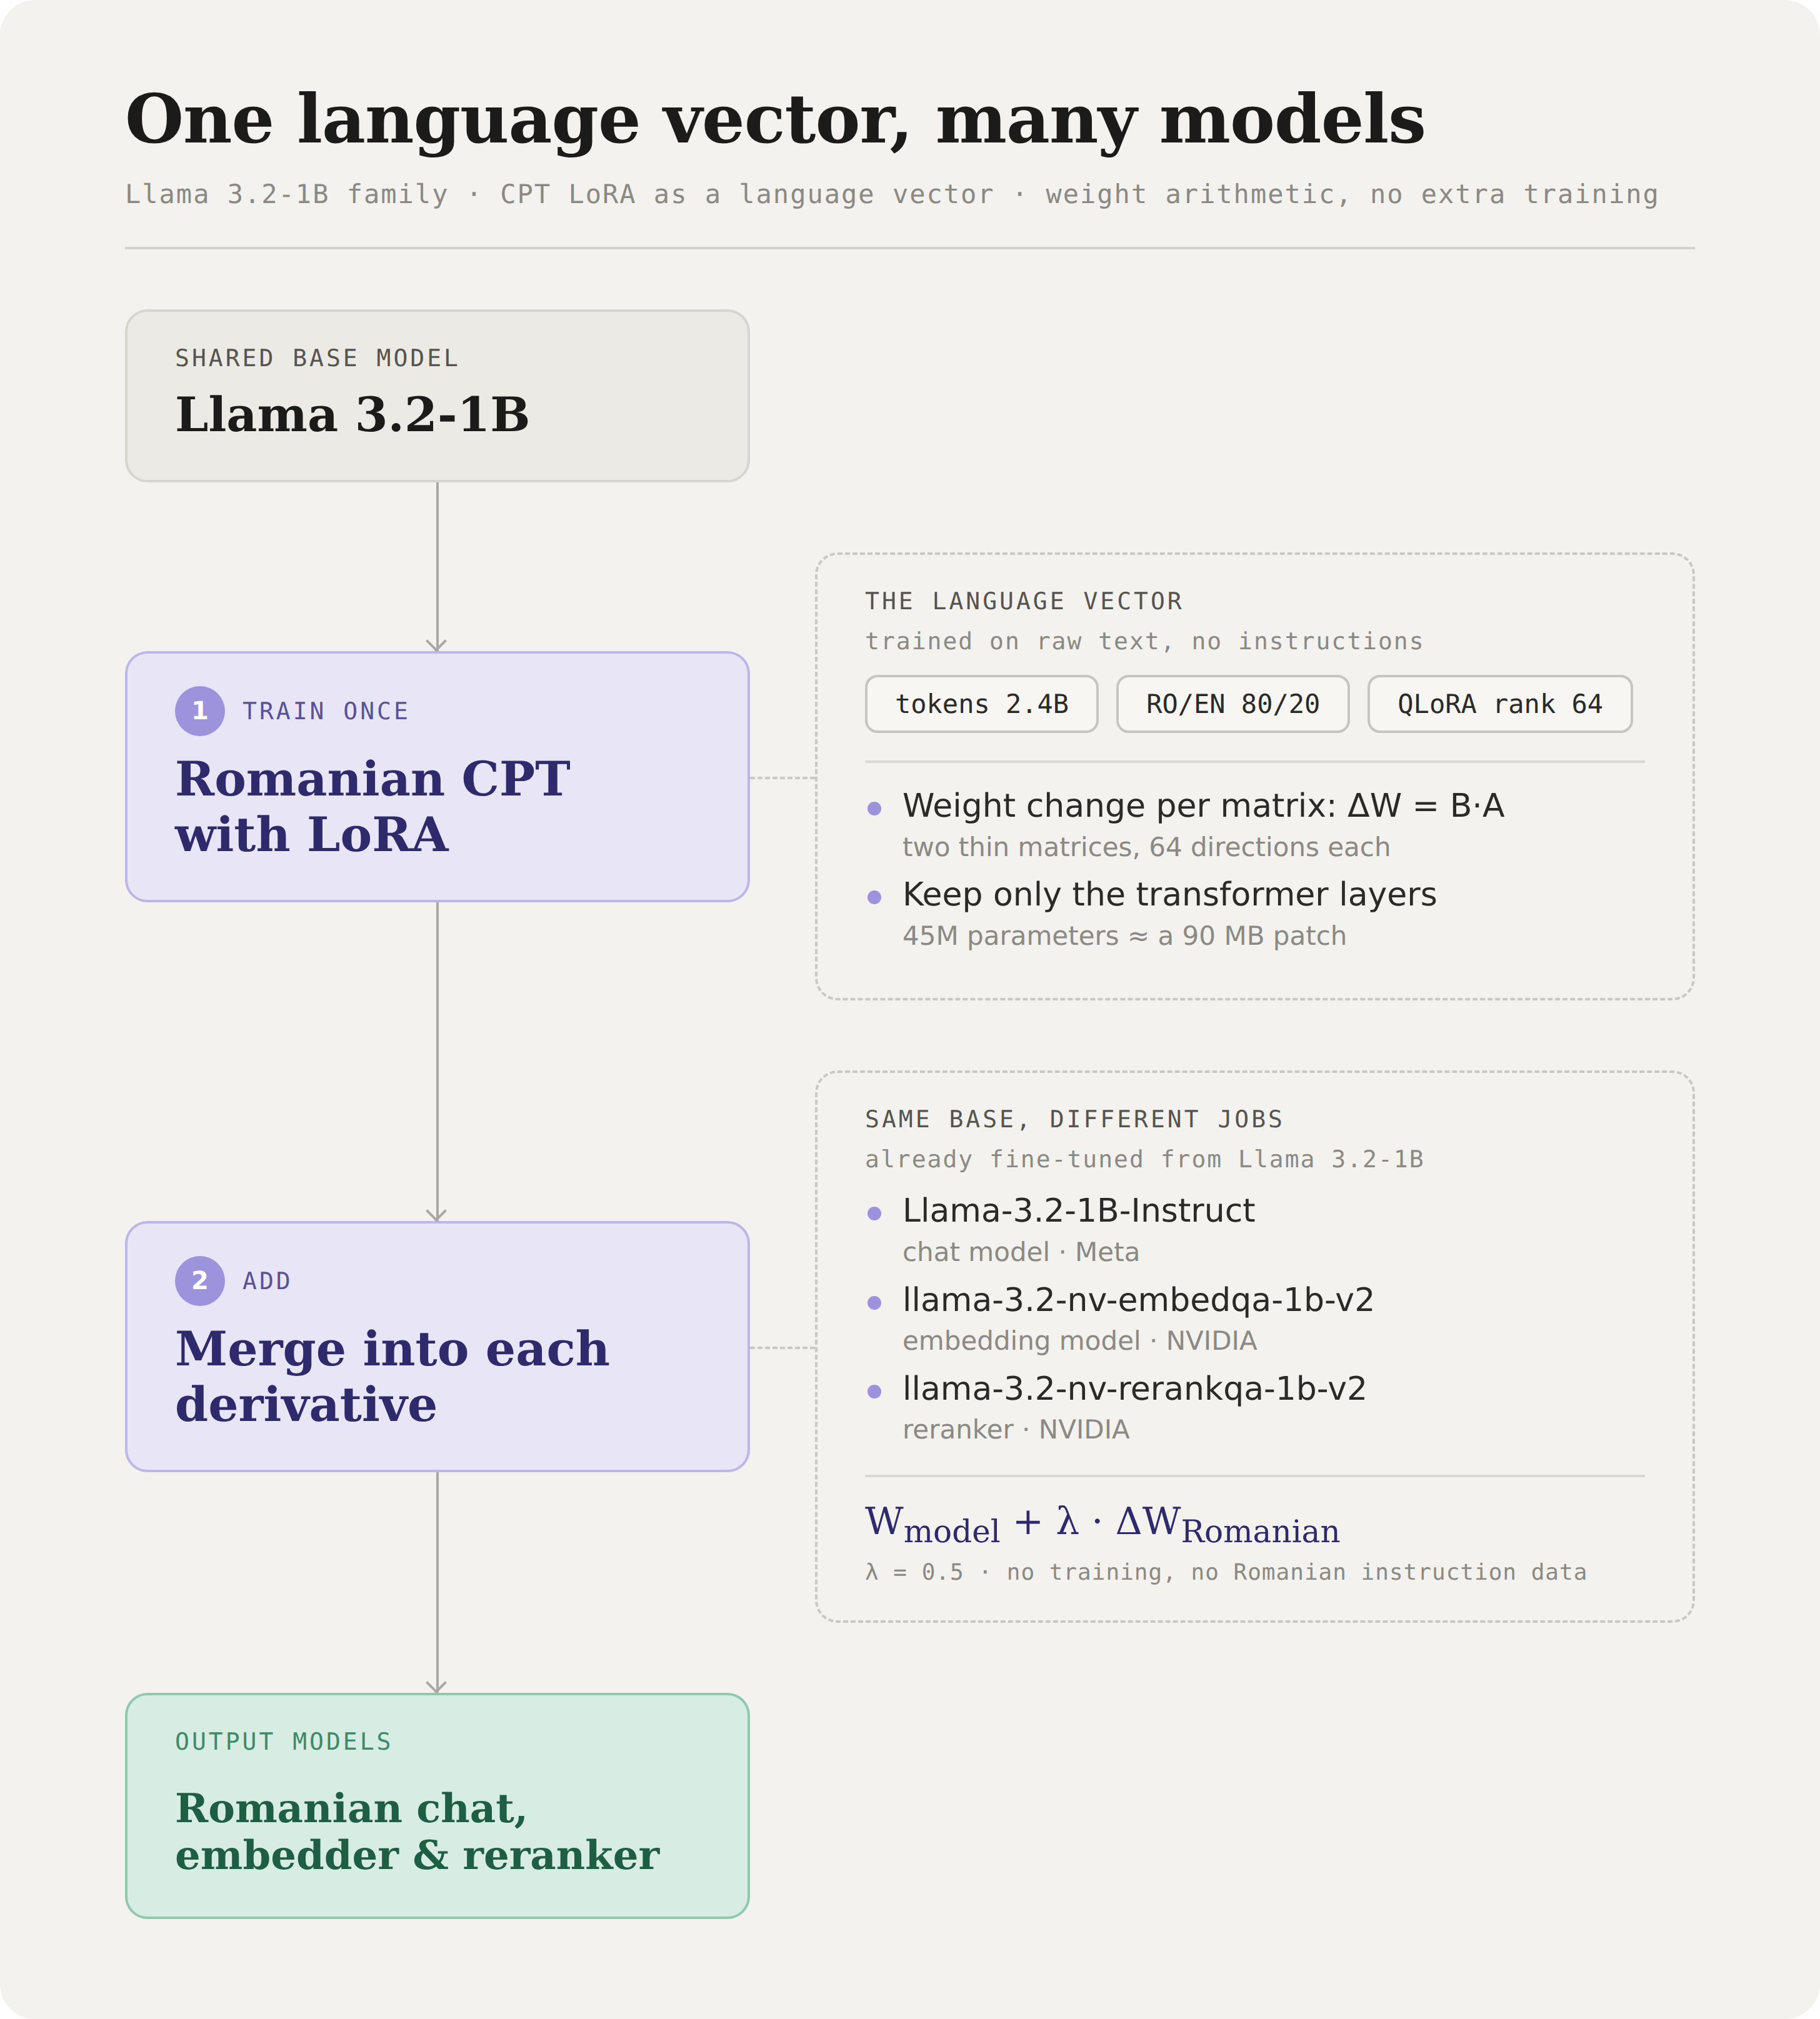 One language vector, many models
Llama 3.2-1B family · CPT LoRA as a language vector · weight arithmetic, no extra training
SHARED BASE MODEL
Llama 3.2-1B
1 TRAIN ONCE
Romanian CPT
with LoRA
THE LANGUAGE VECTOR
trained on raw text, no instructions
tokens 2.4B RO/EN 80/20 QLoRA rank 64
Weight change per matrix: ΔW = B·A
two thin matrices, 64 directions each
Keep only the transformer layers
45M parameters ≈ a 90 MB patch
2 ADD
Merge into each
derivative
SAME BASE, DIFFERENT JOBS
already fine-tuned from Llama 3.2-1B
Llama-3.2-1B-Instruct
chat model · Meta
llama-3.2-nv-embedqa-1b-v2
embedding model · NVIDIA
llama-3.2-nv-rerankqa-1b-v2
reranker · NVIDIA
Wmodel + λ · ΔWRomanian
λ = 0.5 · no training, no Romanian instruction data
OUTPUT MODELS
Romanian chat,
embedder & reranker